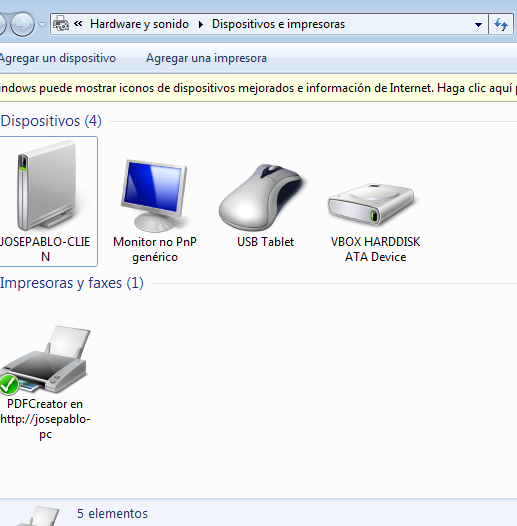 « Hardware y sonido ▸ Dispositivos e impresoras
Agregar un dispositivo Agregar una impresora
indows puede mostrar iconos de dispositivos mejorados e información de Internet. Haga clic aquí p
Dispositivos (4)
JOSEPABLO-CLIE
N
Monitor no PnP
genérico
USB Tablet
VBOX HARDDISK
ATA Device
Impresoras y faxes (1)
PDFCreator en
http://josepablo-
pc
5 elementos